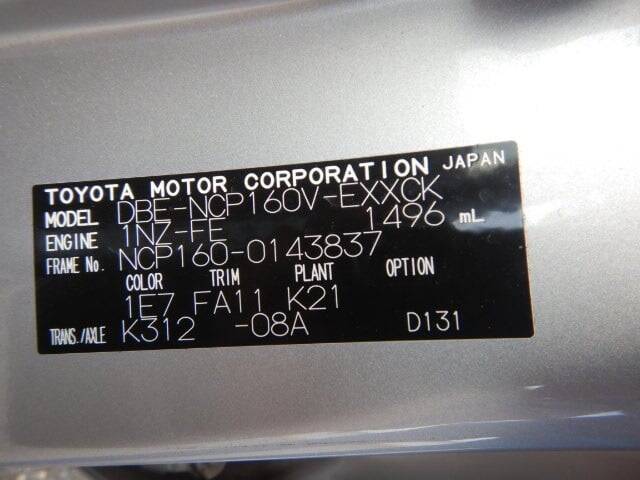 TOYOTA MOTOR CORPORATION JAPAN
MODEL DBE-NCP160V-EXXCK
ENGINE 1NZ-FE 1496 mL
FRAME No. NCP160-0143837
COLOR TRIM PLANT OPTION
1E7 FA11 K21
TRANS./AXLE K312 -08A D131